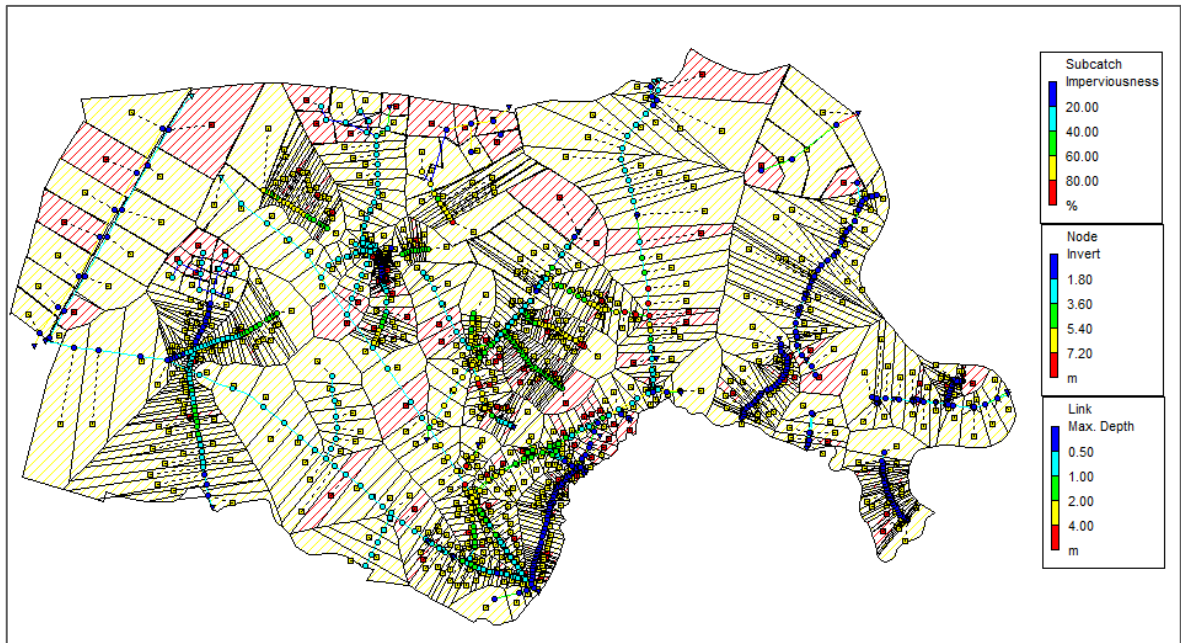 Subcatch
Imperviousness
20.00
40.00
60.00
80.00
%
Node
Invert
1.80
3.60
5.40
7.20
m
Link
Max. Depth
0.50
1.00
2.00
4.00
m